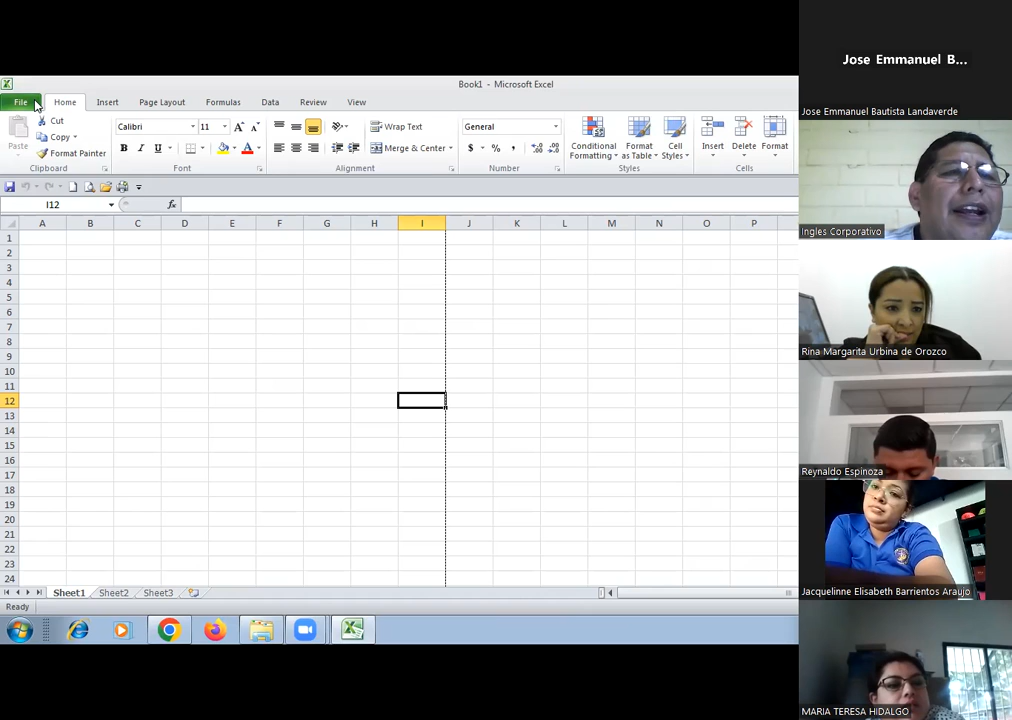 Book1 - Microsoft Excel
File Home Insert Page Layout Formulas Data Review View
Paste
Cut
Copy
Format Painter
Clipboard
Calibri 11
B I U A
Font
Wrap Text
Merge & Center
Alignment
General
$ % ,
Number
Conditional Formatting
Format as Table
Cell Styles
Styles
Insert Delete Format
Cells
I12 fx
A B C D E F G H I J K L M N O P
1
2
3
4
5
6
7
8
9
10
11
12
13
14
15
16
17
18
19
20
21
22
23
24
Sheet1 Sheet2 Sheet3
Ready
Jose Emmanuel B...
Jose Emmanuel Bautista Landaverde
Ingles Corporativo
Rina Margarita Urbina de Orozco
Reynaldo Espinoza
Jacquelinne Elisabeth Barrientos Araujo
MARIA TERESA HIDALGO